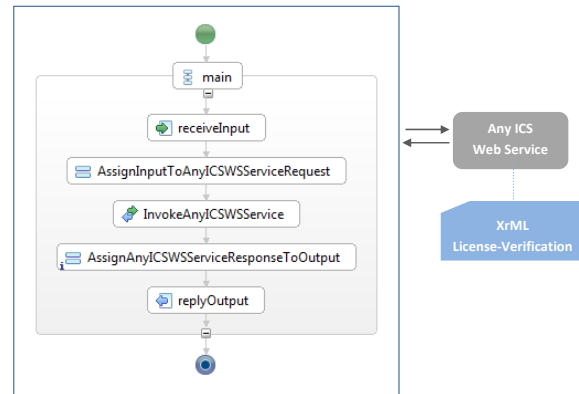 main
receiveInput
AssignInputToAnyICSWSServiceRequest
InvokeAnyICSWSService
AssignAnyICSWSServiceResponseToOutput
replyOutput
Any ICS
Web Service
XrML
License-Verification